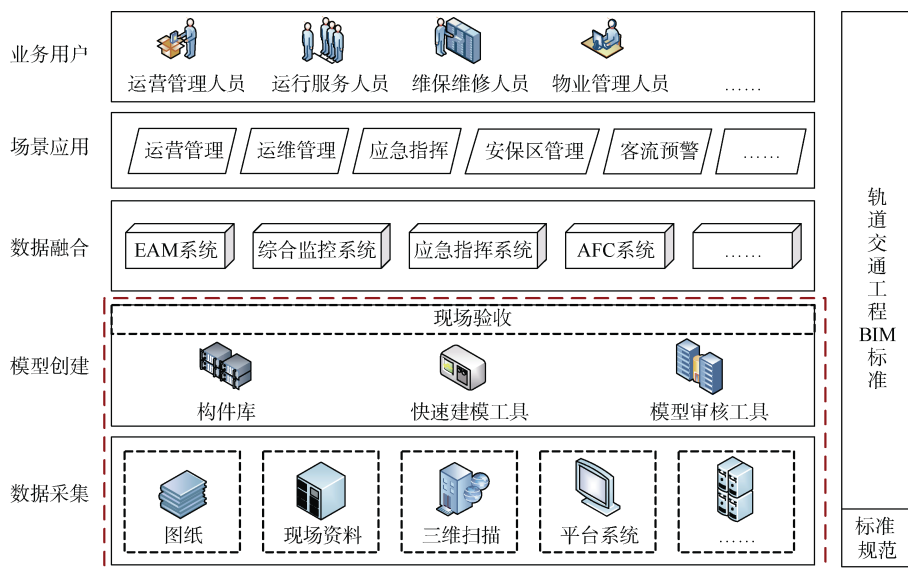 业务用户
运营管理人员
运行服务人员
维保维修人员
物业管理人员
……
场景应用
运营管理
运维管理
应急指挥
安保区管理
客流预警
……
数据融合
EAM系统
综合监控系统
应急指挥系统
AFC系统
……
模型创建
现场验收
构件库
快速建模工具
模型审核工具
数据采集
图纸
现场资料
三维扫描
平台系统
……
轨
道
交
通
工
程
BIM
标
准
标准
规范